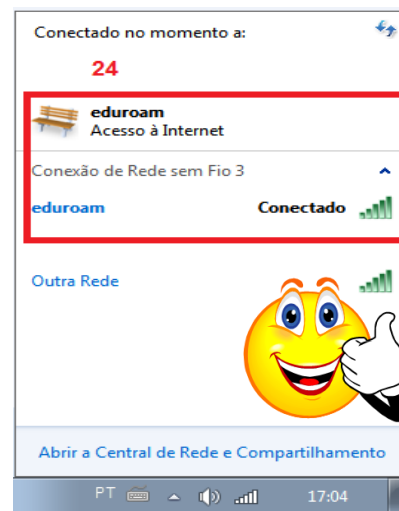 Conectado no momento a:
24
eduroam
Acesso à Internet
Conexão de Rede sem Fio 3
eduroam Conectado
Outra Rede
Abrir a Central de Rede e Compartilhamento
PT 17:04